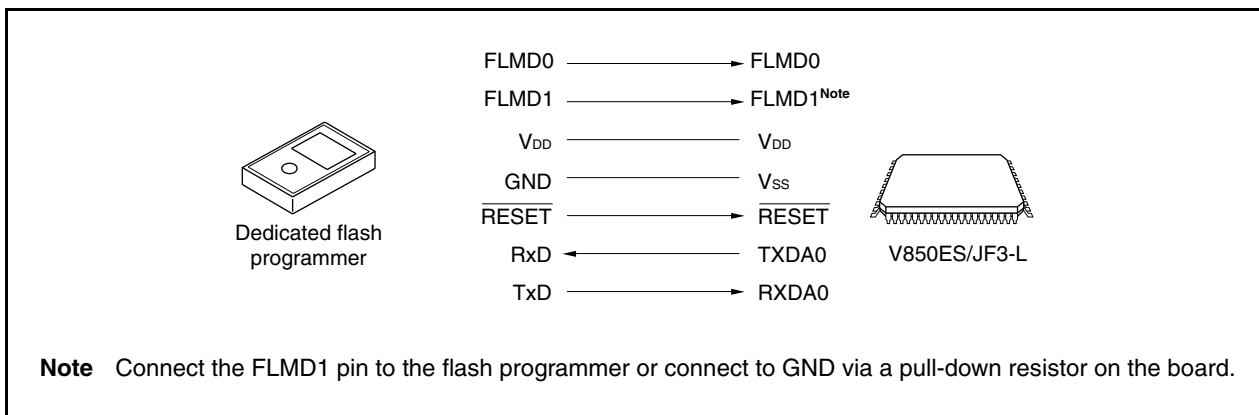 FLMD0 FLMD0
FLMD1 FLMD1Note
VDD VDD
GND VSS
RESET RESET
RxD TXDA0
TxD RXDA0
Dedicated flash
programmer
V850ES/JF3-L
Note Connect the FLMD1 pin to the flash programmer or connect to GND via a pull-down resistor on the board.